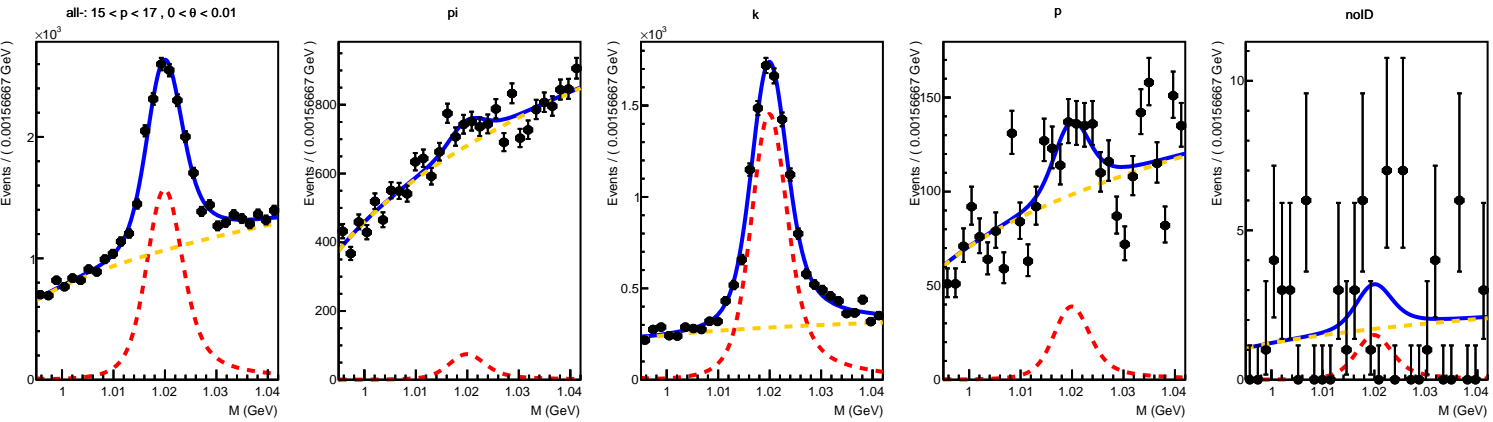 all-: 15 < p < 17 , 0 < θ < 0.01
×10³
Events / ( 0.00156667 GeV )
2
1
0
1 1.01 1.02 1.03 1.04
M (GeV)
pi
Events / ( 0.00156667 GeV )
800
600
400
200
0
1 1.01 1.02 1.03 1.04
M (GeV)
k
×10³
Events / ( 0.00156667 GeV )
1.5
1
0.5
0
1 1.01 1.02 1.03 1.04
M (GeV)
p
Events / ( 0.00156667 GeV )
150
100
50
0
1 1.01 1.02 1.03 1.04
M (GeV)
noID
Events / ( 0.00156667 GeV )
10
5
0
1 1.01 1.02 1.03 1.04
M (GeV)